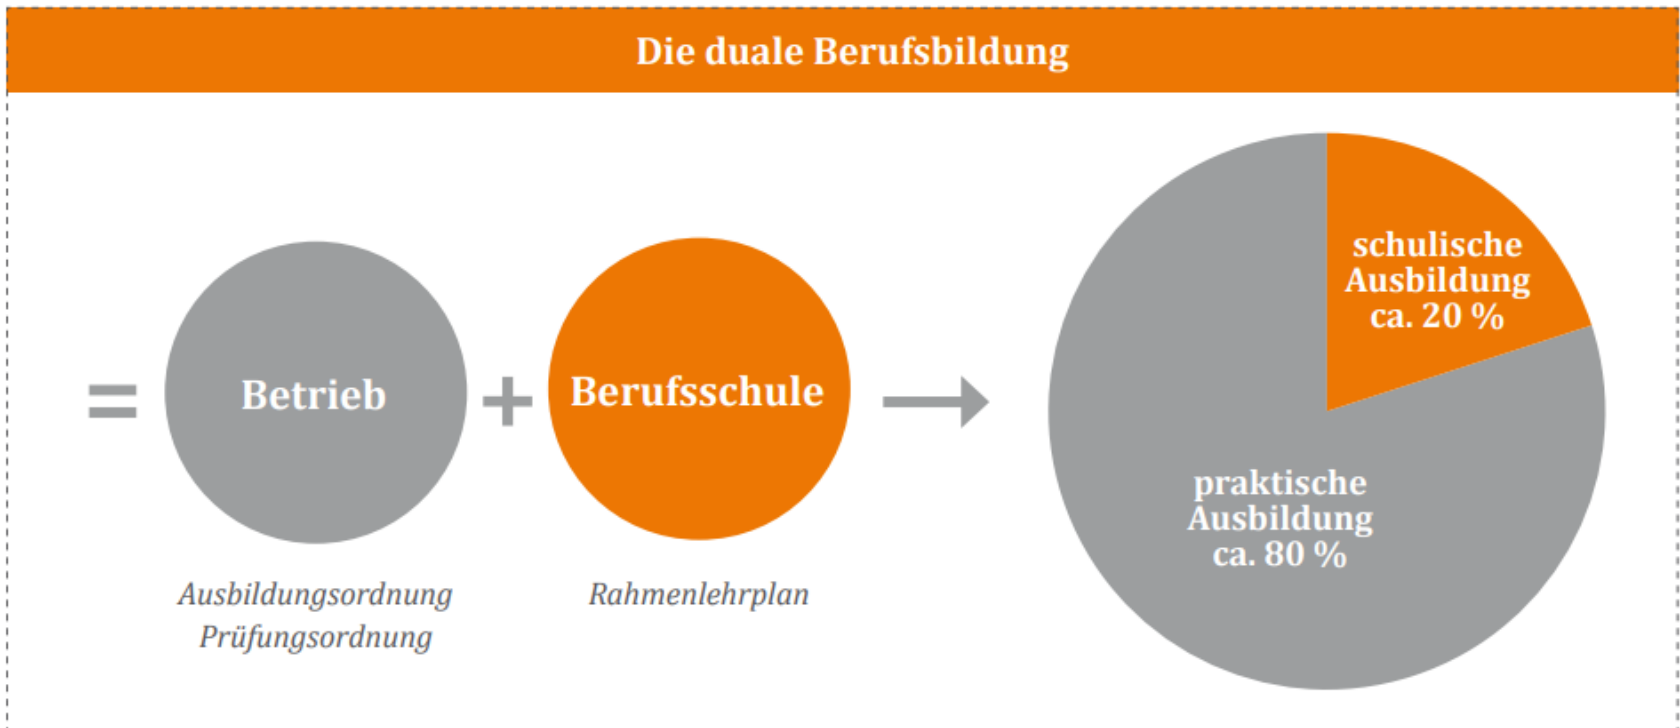 Die duale Berufsbildung
=
Betrieb
+
Berufsschule
Ausbildungsordnung
Prüfungsordnung
Rahmenlehrplan
schulische
Ausbildung
ca. 20 %
praktische
Ausbildung
ca. 80 %